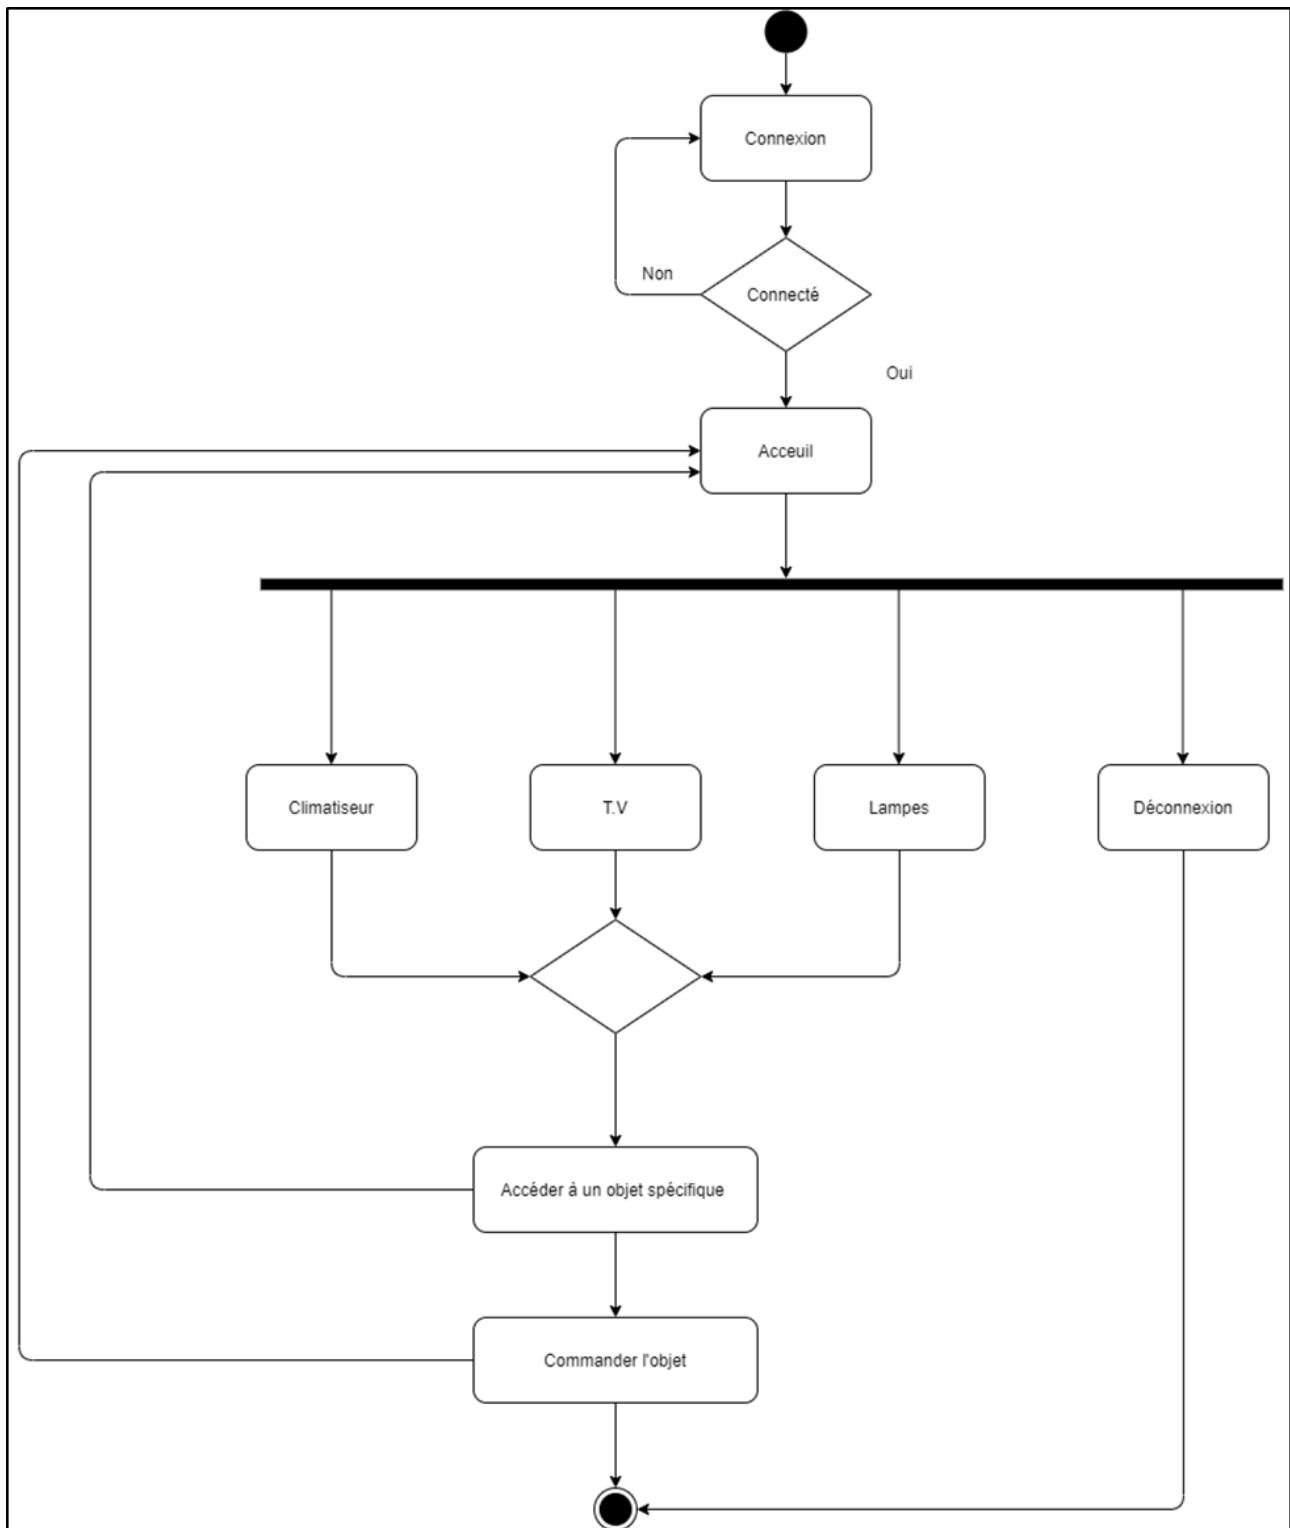 Connexion
Non
Connecté
Oui
Acceuil
Climatiseur
T.V
Lampes
Déconnexion
Accéder à un objet spécifique
Commander l'objet